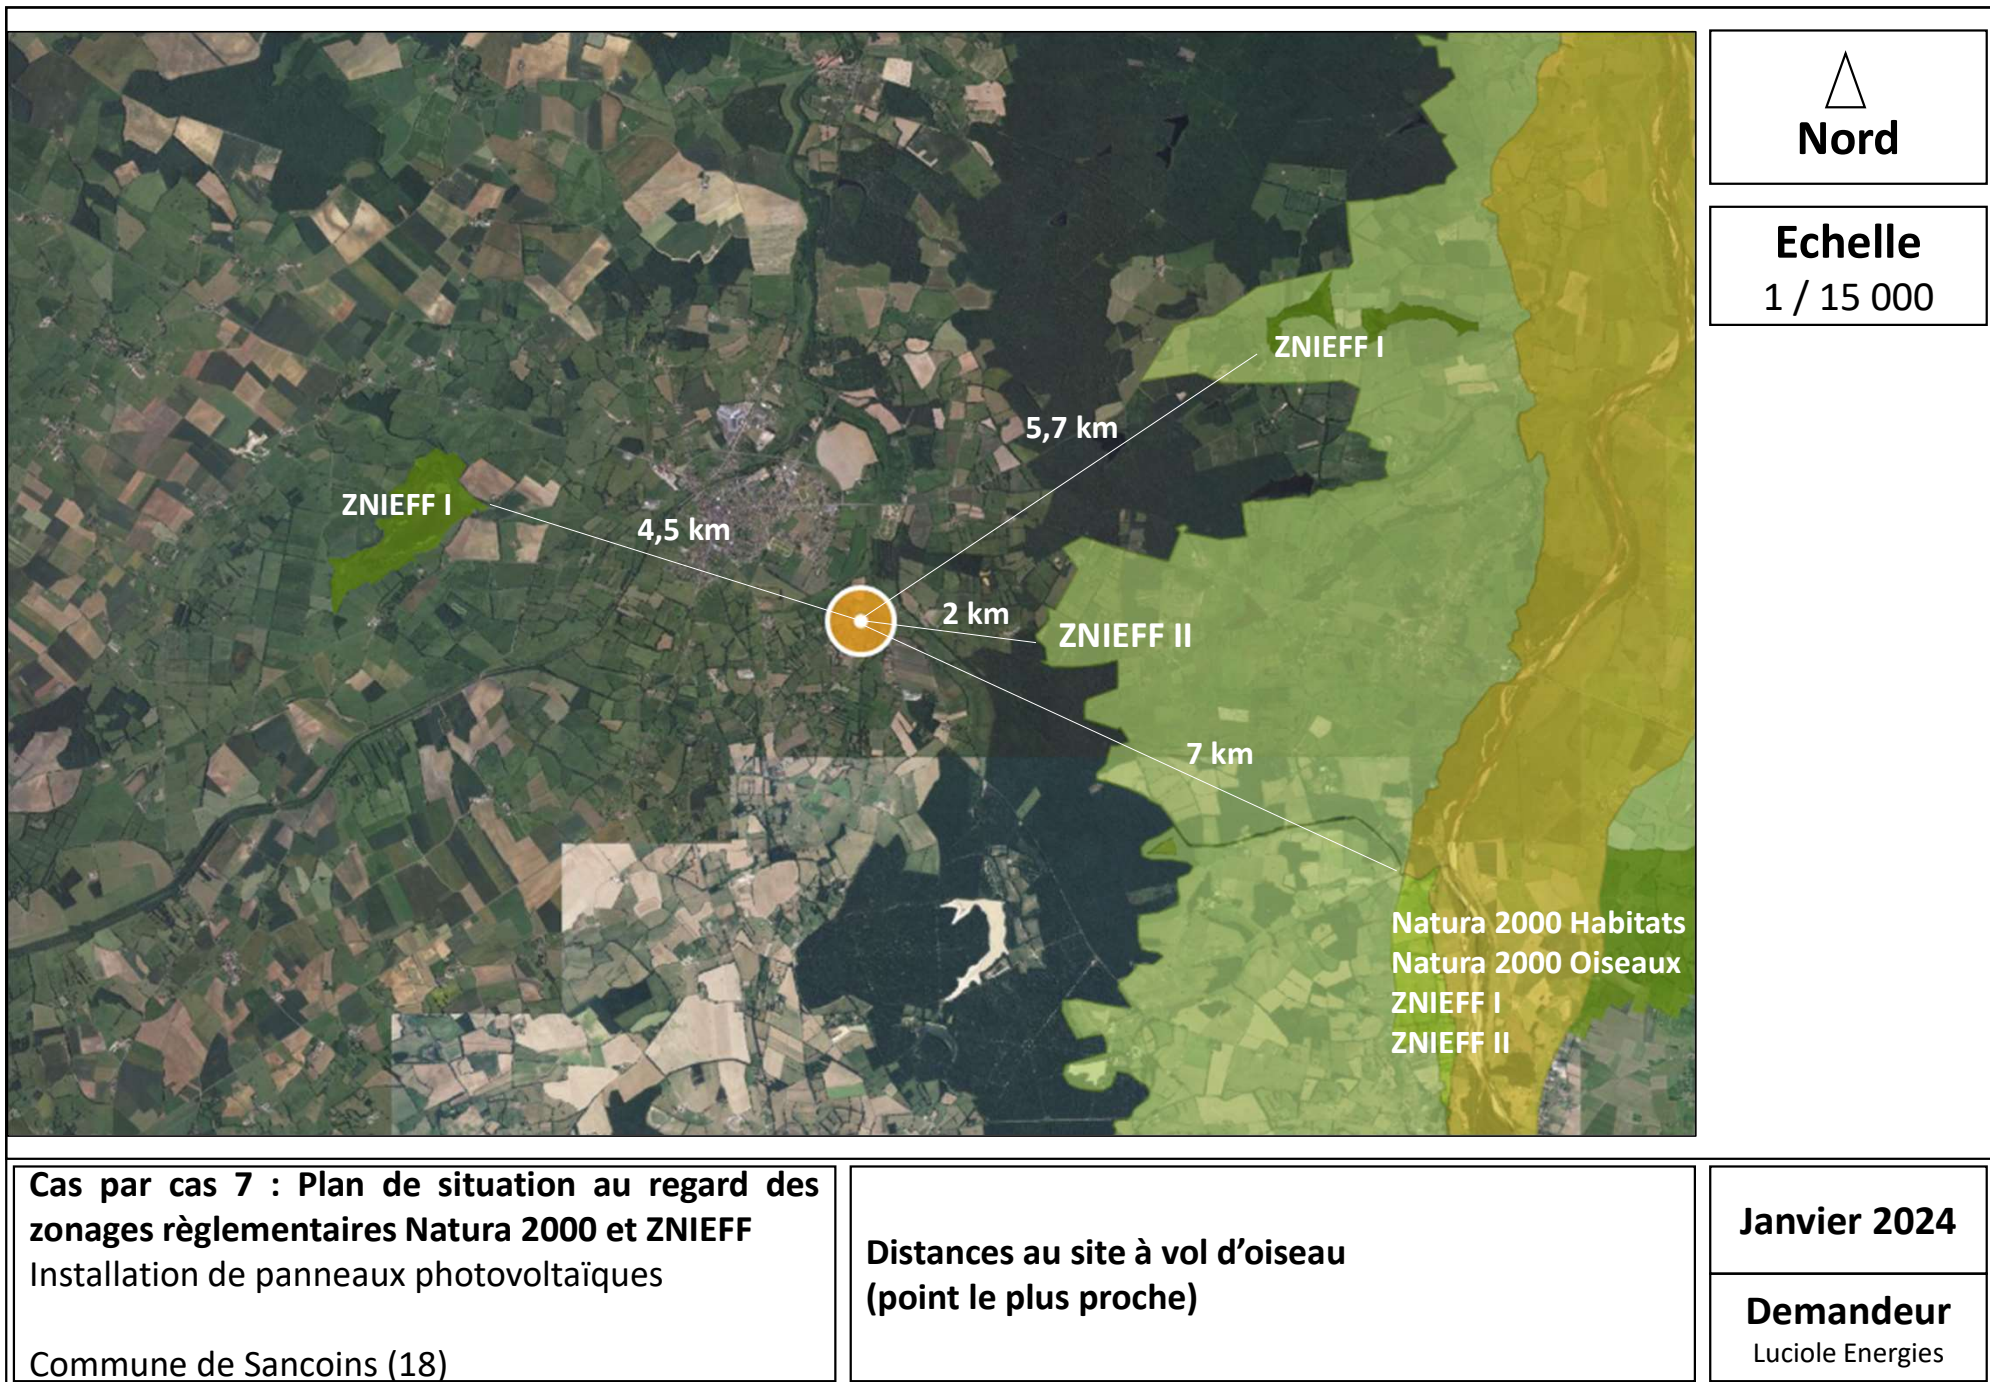 Nord
Echelle
1 / 15 000
ZNIEFF I
5,7 km
ZNIEFF I
4,5 km
2 km
ZNIEFF II
7 km
Natura 2000 Habitats
Natura 2000 Oiseaux
ZNIEFF I
ZNIEFF II
Cas par cas 7 : Plan de situation au regard des
zonages règlementaires Natura 2000 et ZNIEFF
Installation de panneaux photovoltaïques
Commune de Sancoins (18)
Distances au site à vol d’oiseau
(point le plus proche)
Janvier 2024
Demandeur
Luciole Energies